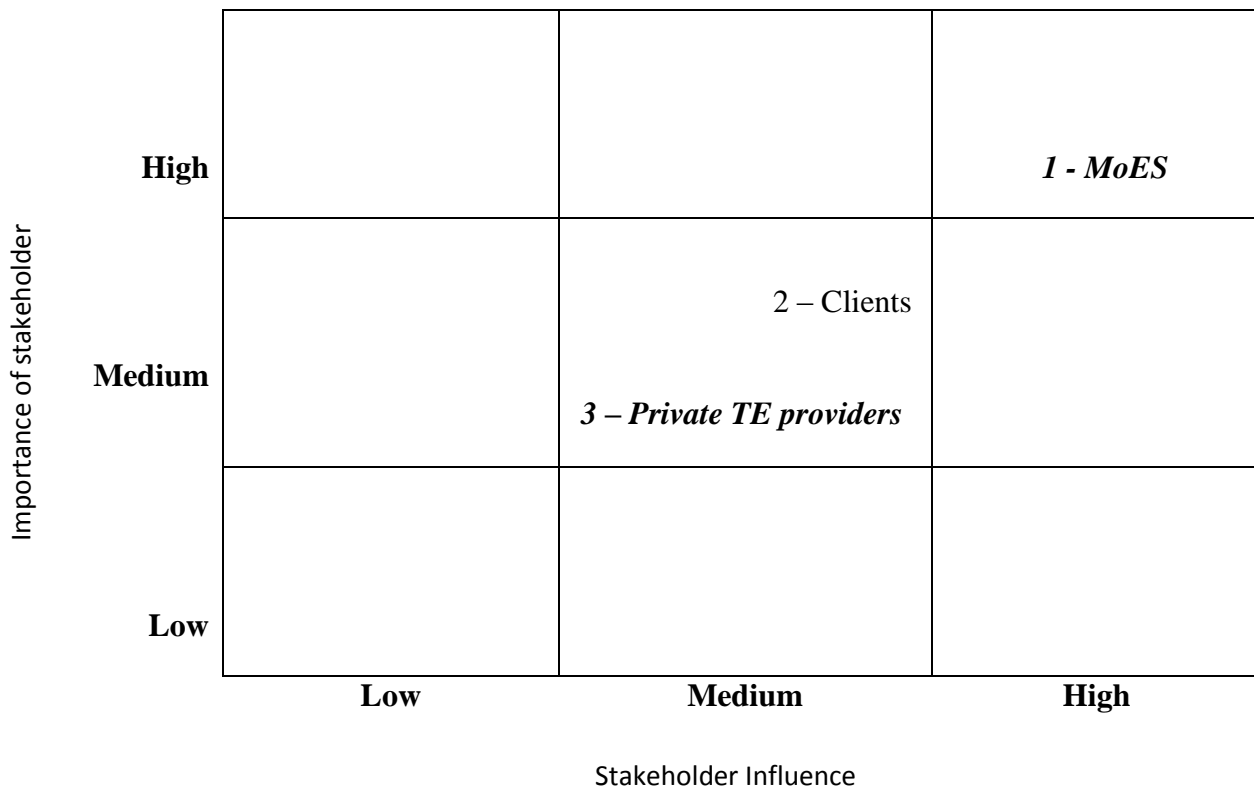 Importance of stakeholder
High
1 - MoES
2 – Clients
Medium
3 – Private TE providers
Low
Low Medium High
Stakeholder Influence